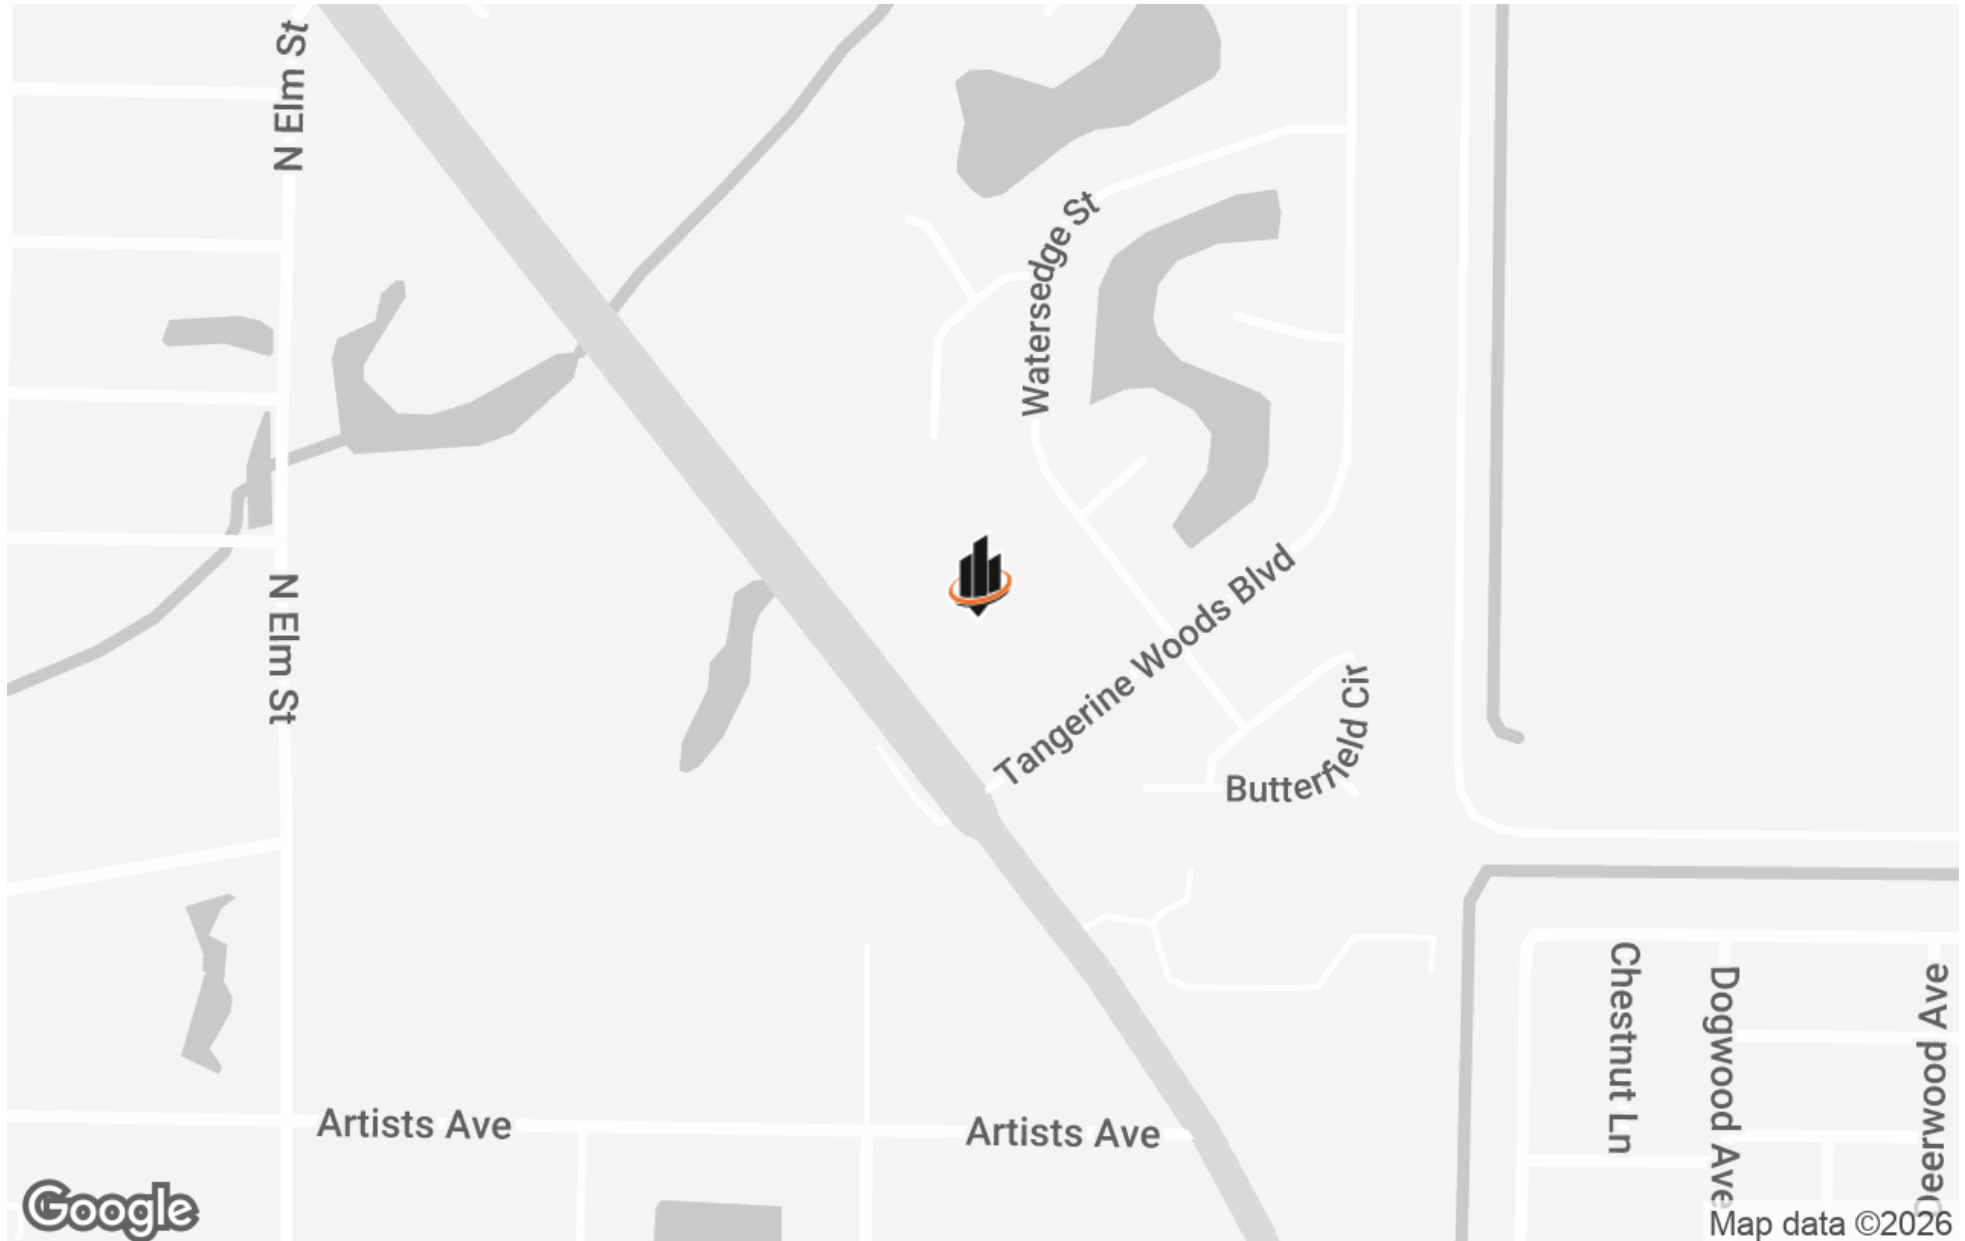 N Elm St
Watersedge St
Tangerine Woods Blvd
N Elm St
Butterfield Cir
Chestnut Ln
Dogwood Ave
Deerwood Ave
Artists Ave
Artists Ave
Google
Map data ©2026